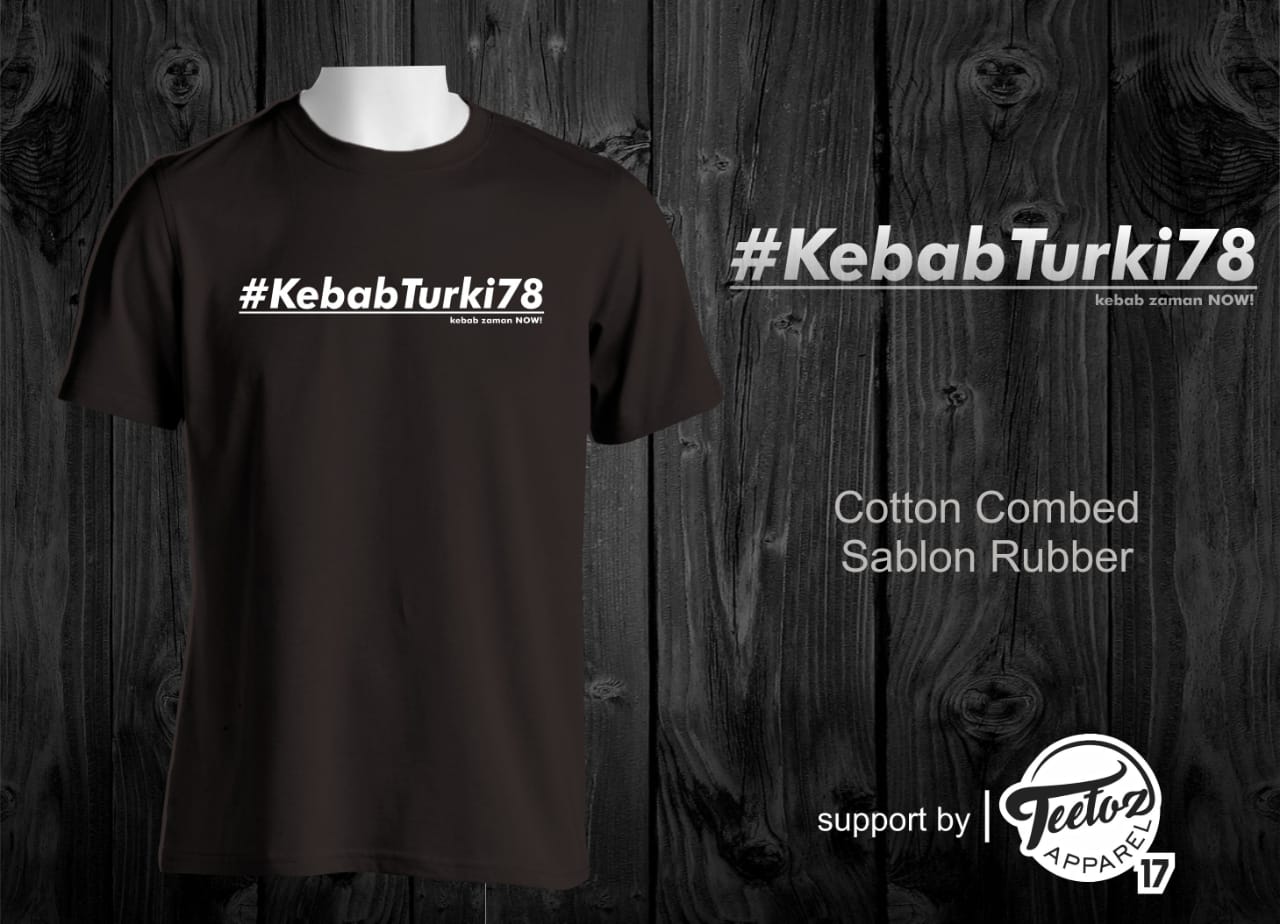 #KebabTurki78
kebab zaman NOW!
#KebabTurki78
kebab zaman NOW!
Cotton Combed
Sablon Rubber
support by
Teetoz
APPAREL
17